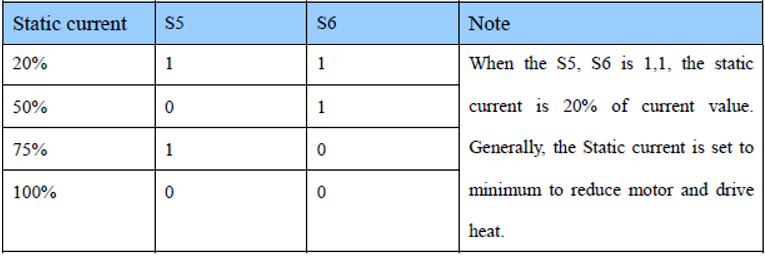 Static current S5 S6 Note
20% 1 1 When the S5, S6 is 1,1, the static
50% 0 1 current is 20% of current value.
75% 1 0 Generally, the Static current is set to
100% 0 0 minimum to reduce motor and drive
heat.